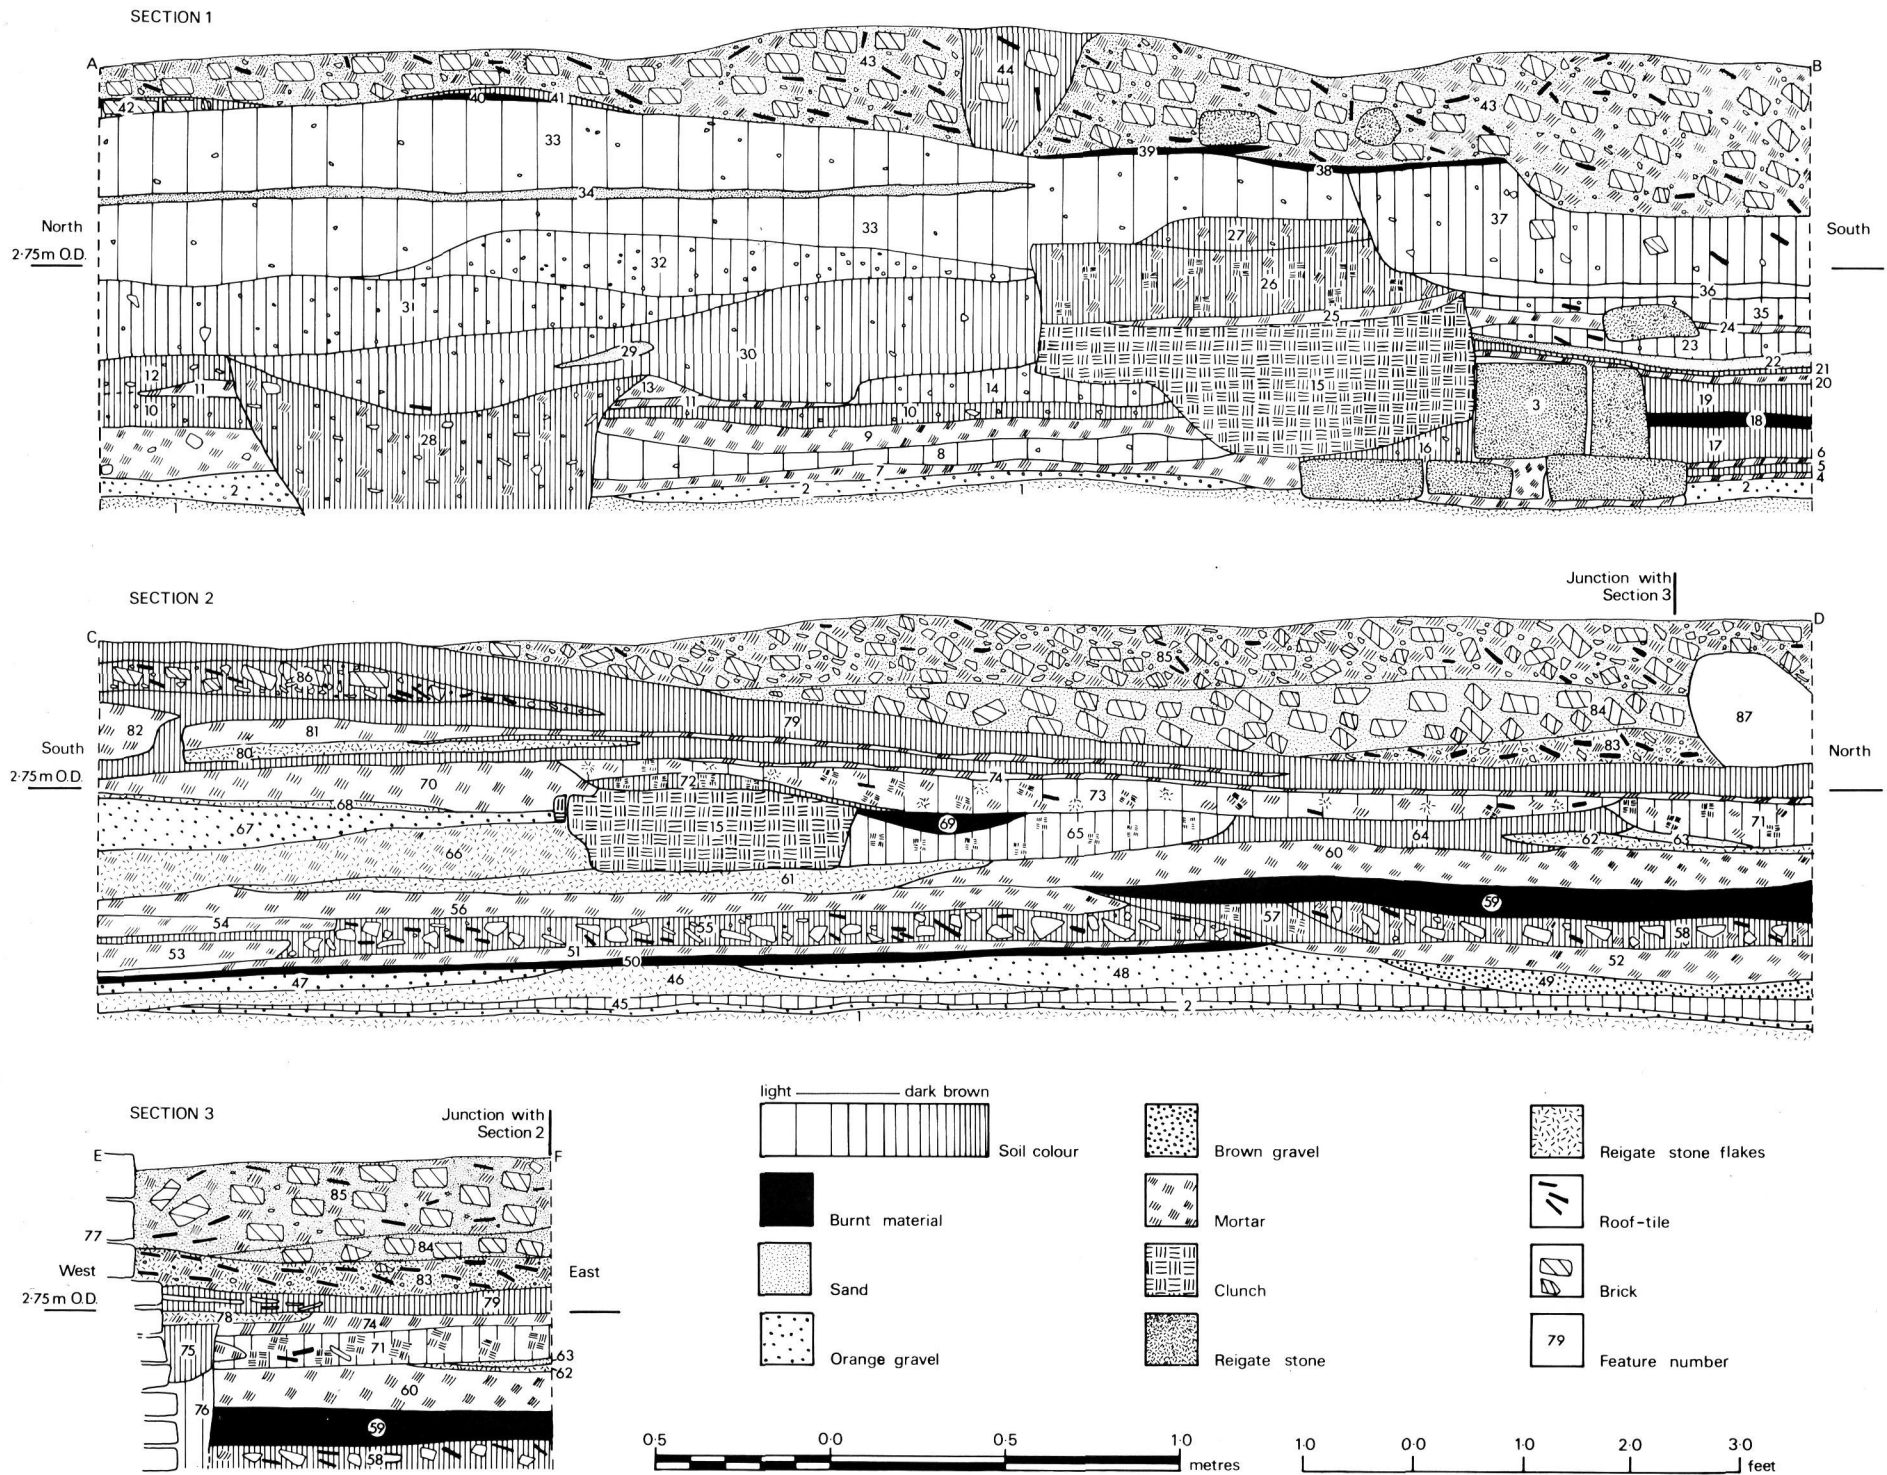 SECTION 1
A
B
44
43
43
42
40
41
33
39
38
34
37
33
27
North
South
2·75m O.D.
32
26
36
31
25
35
24
29
30
23
22
12
13
14
15
21
11
11
20
19
3
10
10
18
28
9
16
17
8
6
7
5
4
2
2
2
1
1
Junction with
Section 3
SECTION 2
C
D
85
86
84
87
82
81
79
83
South
North
80
2·75m O.D.
70
72
74
73
68
67
15
69
65
64
71
62
63
66
60
61
56
59
54
55
57
58
53
51
50
52
47
46
48
49
45
2
1
SECTION 3
Junction with
Section 2
E
F
85
77
84
West
East
83
2·75m O.D.
79
78
74
75
71
63
62
60
76
59
58
light
dark brown
Soil colour
Brown gravel
Reigate stone flakes
Burnt material
Mortar
Roof-tile
Sand
Clunch
Brick
79
Orange gravel
Reigate stone
Feature number
0·5 0·0 0·5 1·0
metres
1·0 0·0 1·0 2·0 3·0
feet